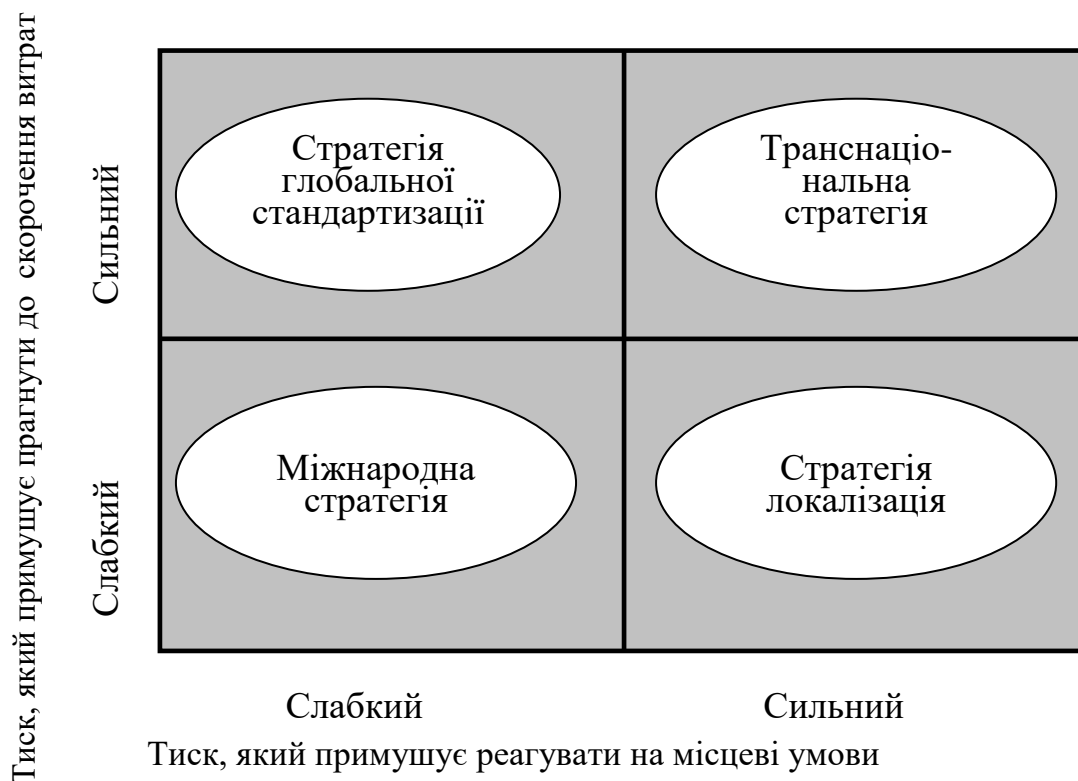 Тиск, який примушує прагнути до скорочення витрат
Сильний
Стратегія
глобальної
стандартизації
Транснаціо-
нальна
стратегія
Слабкий
Міжнародна
стратегія
Стратегія
локалізація
Слабкий
Сильний
Тиск, який примушує реагувати на місцеві умови